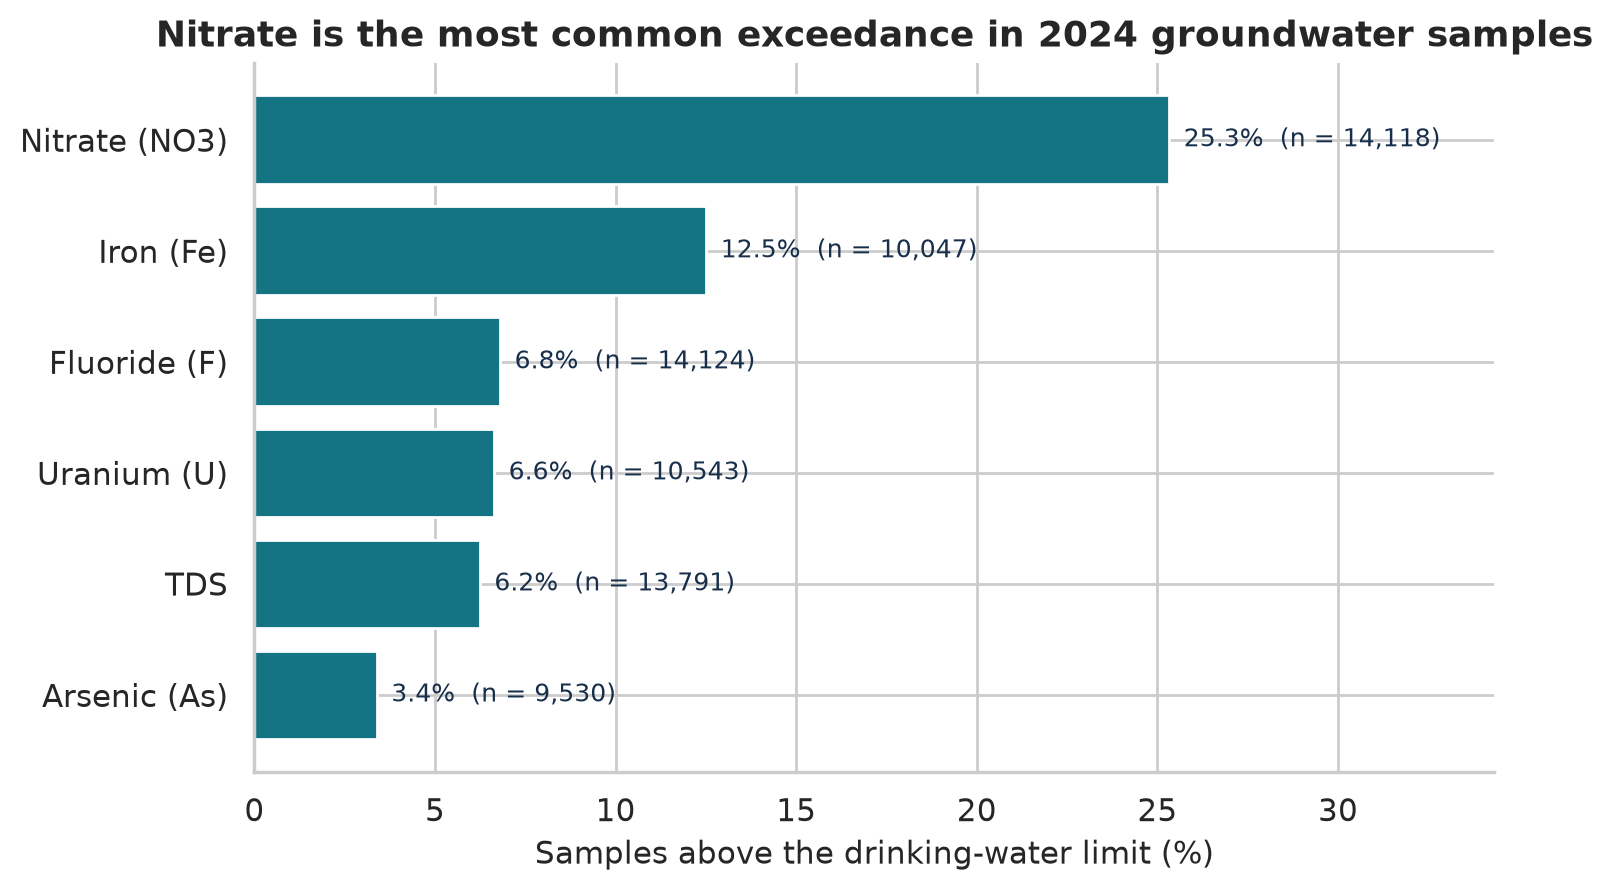 Nitrate is the most common exceedance in 2024 groundwater samples
Nitrate (NO3)
25.3%  (n = 14,118)
Iron (Fe)
12.5%  (n = 10,047)
Fluoride (F)
6.8%  (n = 14,124)
Uranium (U)
6.6%  (n = 10,543)
TDS
6.2%  (n = 13,791)
Arsenic (As)
3.4%  (n = 9,530)
0 5 10 15 20 25 30
Samples above the drinking-water limit (%)